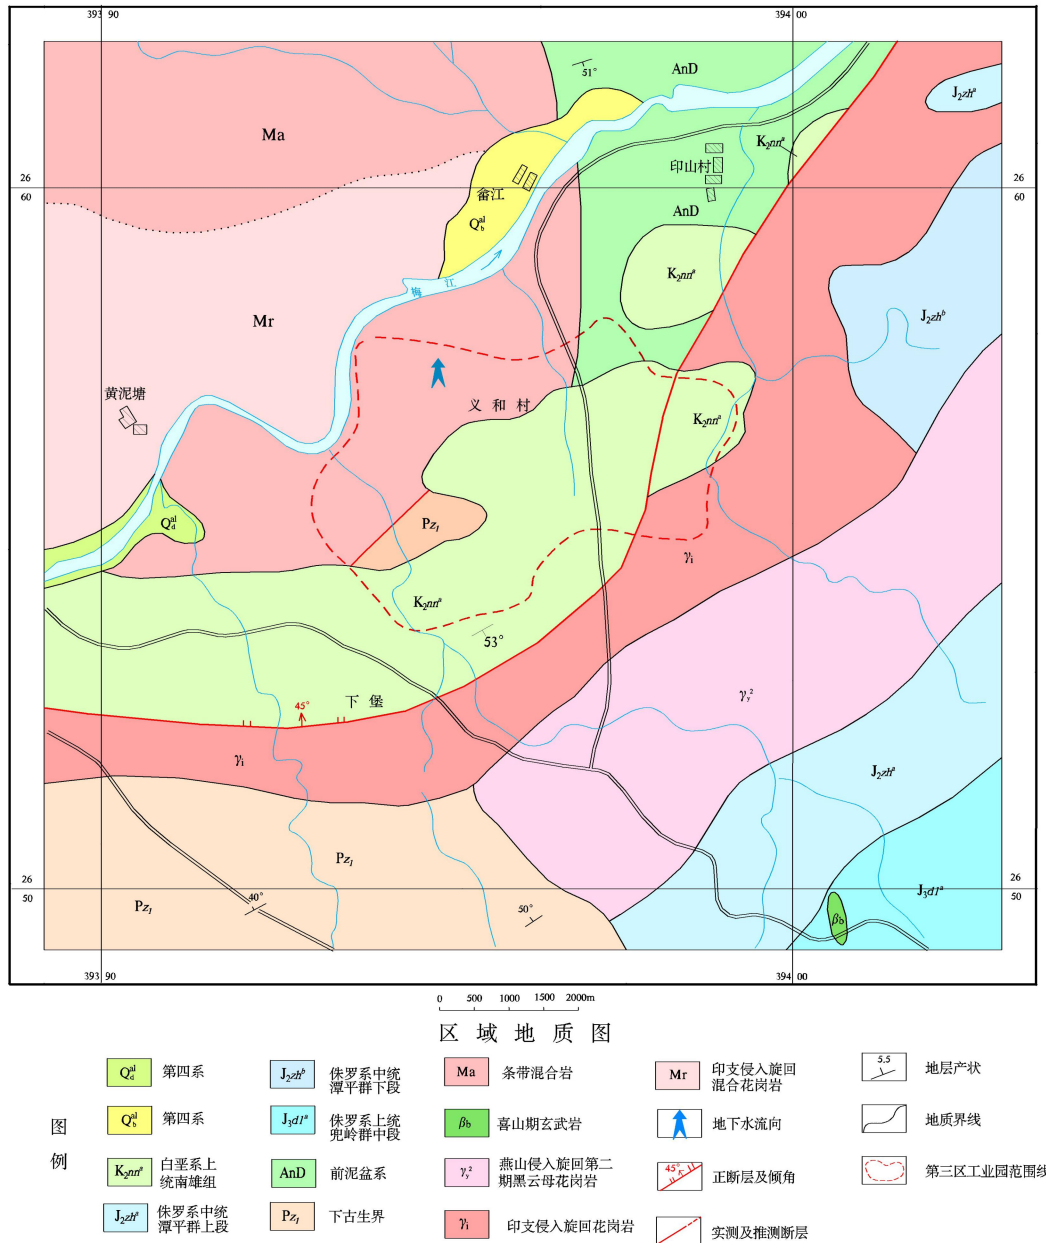 393 90
394 00
51°
AnD
J₂zhᵃ
Ma
K₂nnᵃ
印山村
26
60
26
60
畲江
AnD
Qᵇᵃˡ
K₂nnᵃ
梅 江
Mr
J₂zhᵇ
黄泥塘
义 和 村
K₂nnᵃ
Pz₁
Qdᵃˡ
γi
K₂nnᵃ
53°
下 堡
45°
γy²
γi
J₂zhᵃ
Pz₁
26
50
26
50
J₃d1ᵃ
40°
Pz₁
50°
βb
393 90
394 00
0 500 1000 1500 2000m
区 域 地 质 图
图
例
Qdᵃˡ 第四系
Qbᵃˡ 第四系
K₂nnᵃ 白垩系上
统南雄组
J₂zhᵃ 侏罗系中统
潭平群上段
J₂zhᵇ 侏罗系中统
潭平群下段
J₃d1ᵃ 侏罗系上统
兜岭群中段
AnD 前泥盆系
Pz₁ 下古生界
Ma 条带混合岩
βb 喜山期玄武岩
γy² 燕山侵入旋回第二
期黑云母花岗岩
γi 印支侵入旋回花岗岩
Mr 印支侵入旋回
混合花岗岩
地下水流向
45° 正断层及倾角
实测及推测断层
5,5 地层产状
地质界线
第三区工业园范围线